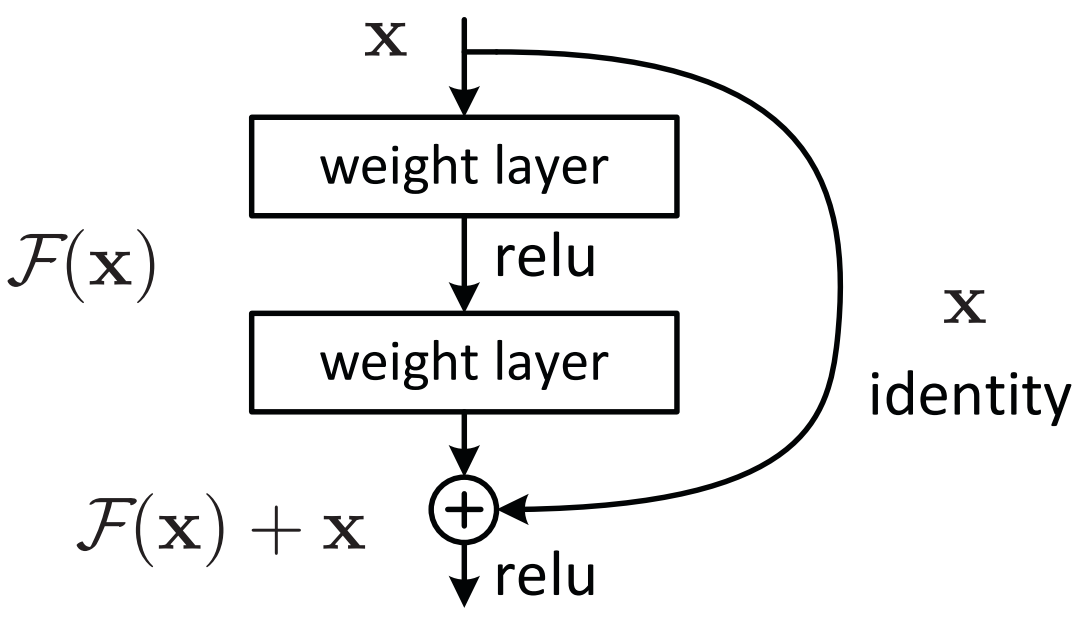 x
weight layer
relu
F(x)
x
weight layer
identity
F(x) + x
+
relu